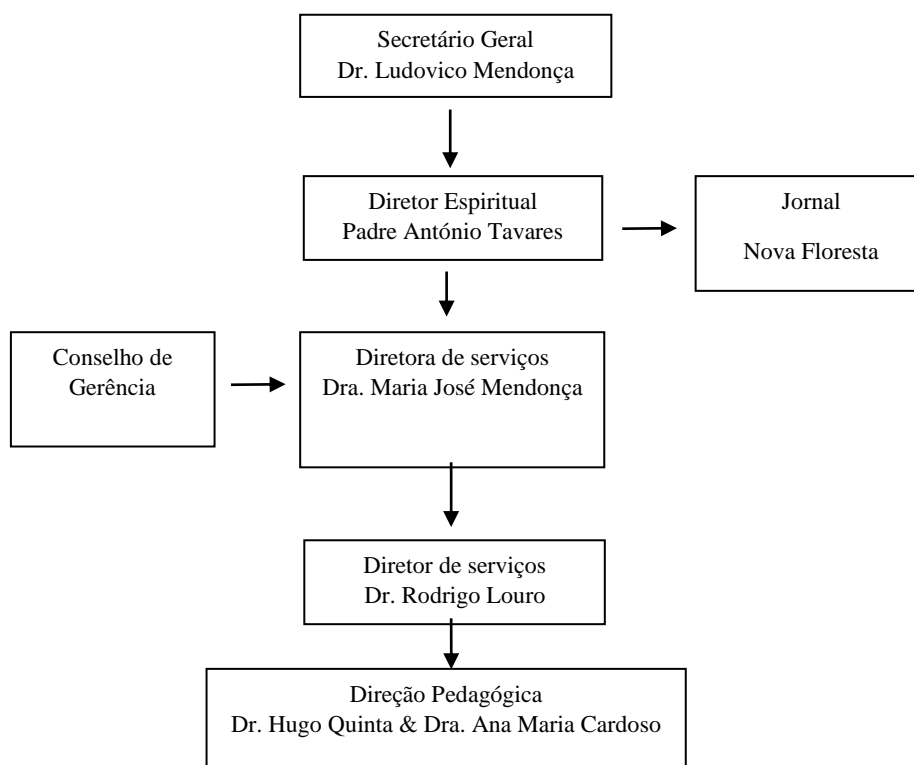 Secretário Geral
Dr. Ludovico Mendonça
Diretor Espiritual
Padre António Tavares
Jornal
Nova Floresta
Conselho de
Gerência
Diretora de serviços
Dra. Maria José Mendonça
Diretor de serviços
Dr. Rodrigo Louro
Direção Pedagógica
Dr. Hugo Quinta & Dra. Ana Maria Cardoso